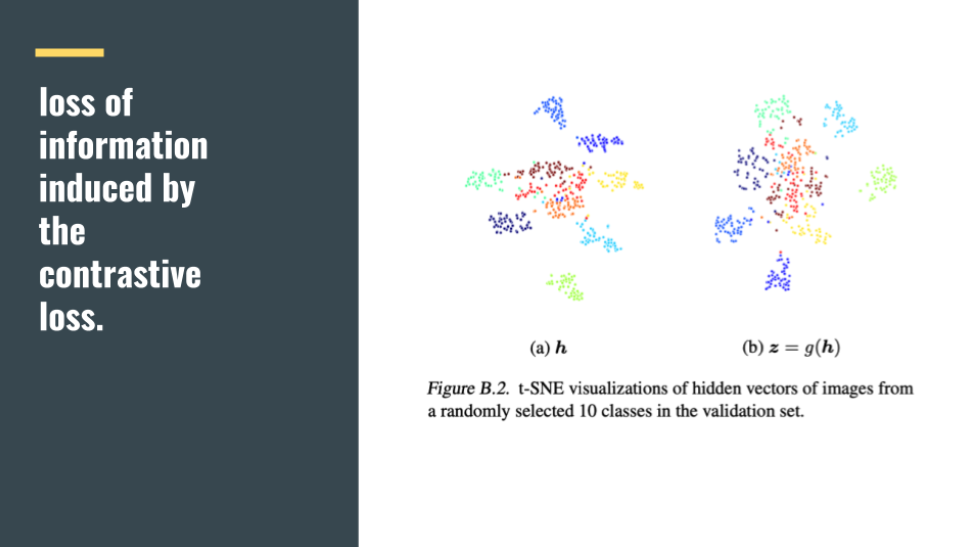 loss of
information
induced by
the
contrastive
loss.
(a) h
(b) z = g(h)
Figure B.2. t-SNE visualizations of hidden vectors of images from
a randomly selected 10 classes in the validation set.